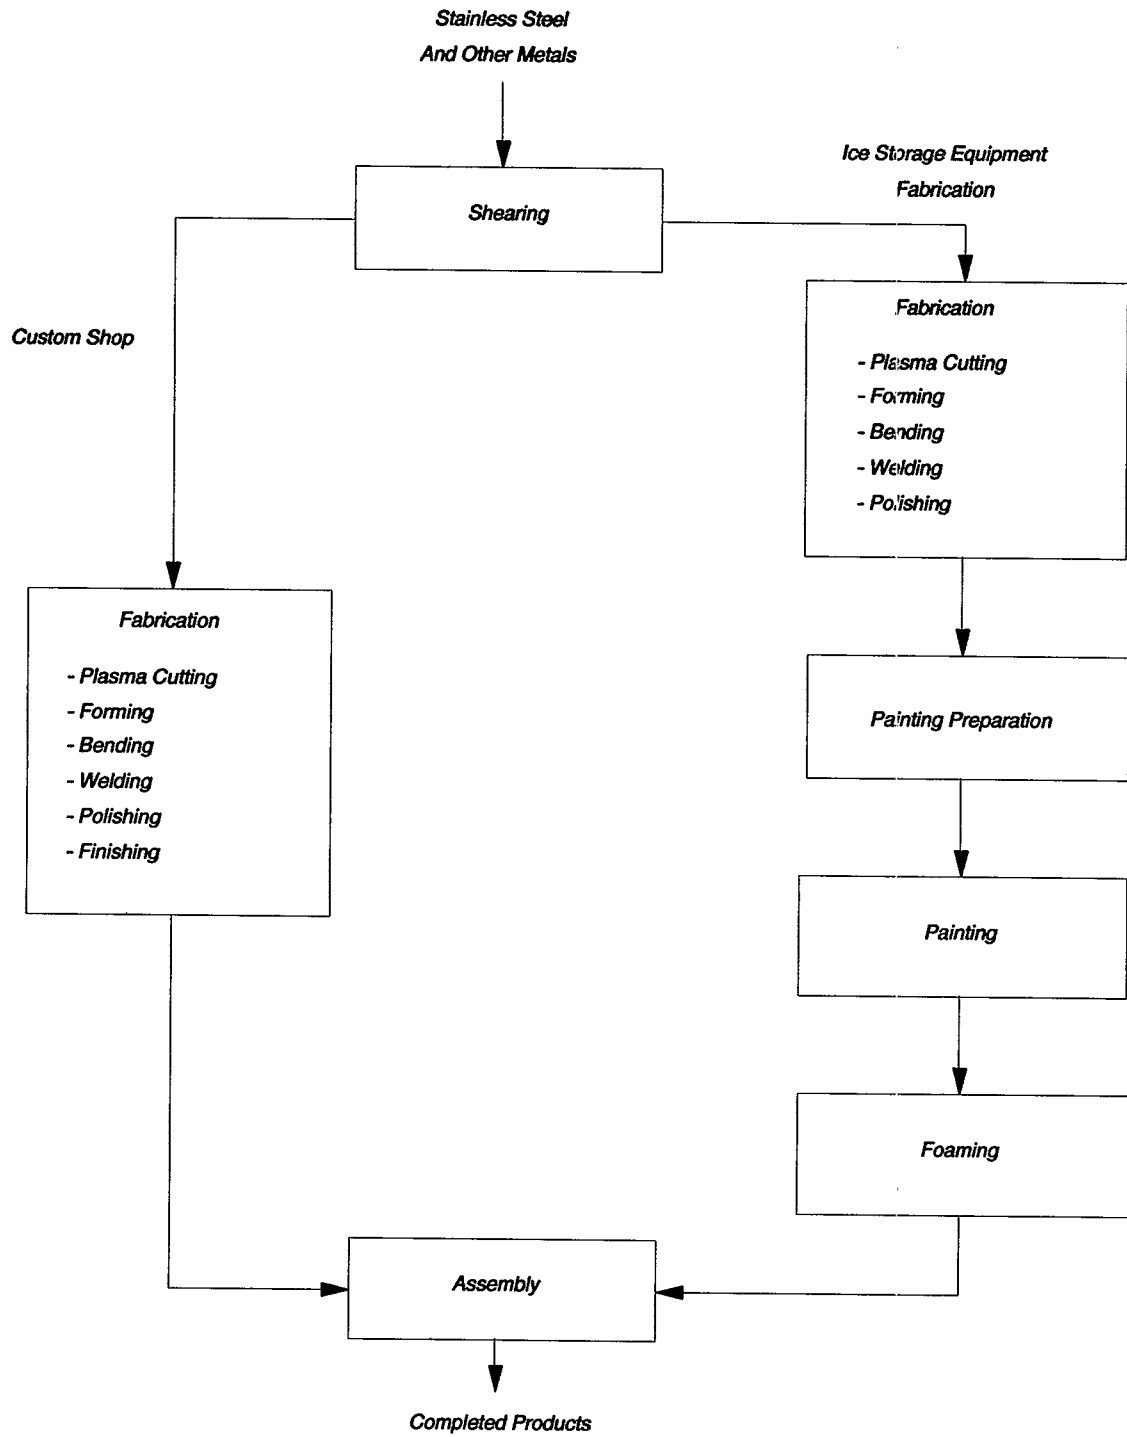 Stainless Steel
And Other Metals
Ice Storage Equipment
Fabrication
Shearing
Custom Shop
Fabrication
- Plasma Cutting
- Forming
- Bending
- Welding
- Polishing
Fabrication
- Plasma Cutting
- Forming
- Bending
- Welding
- Polishing
- Finishing
Painting Preparation
Painting
Foaming
Assembly
Completed Products